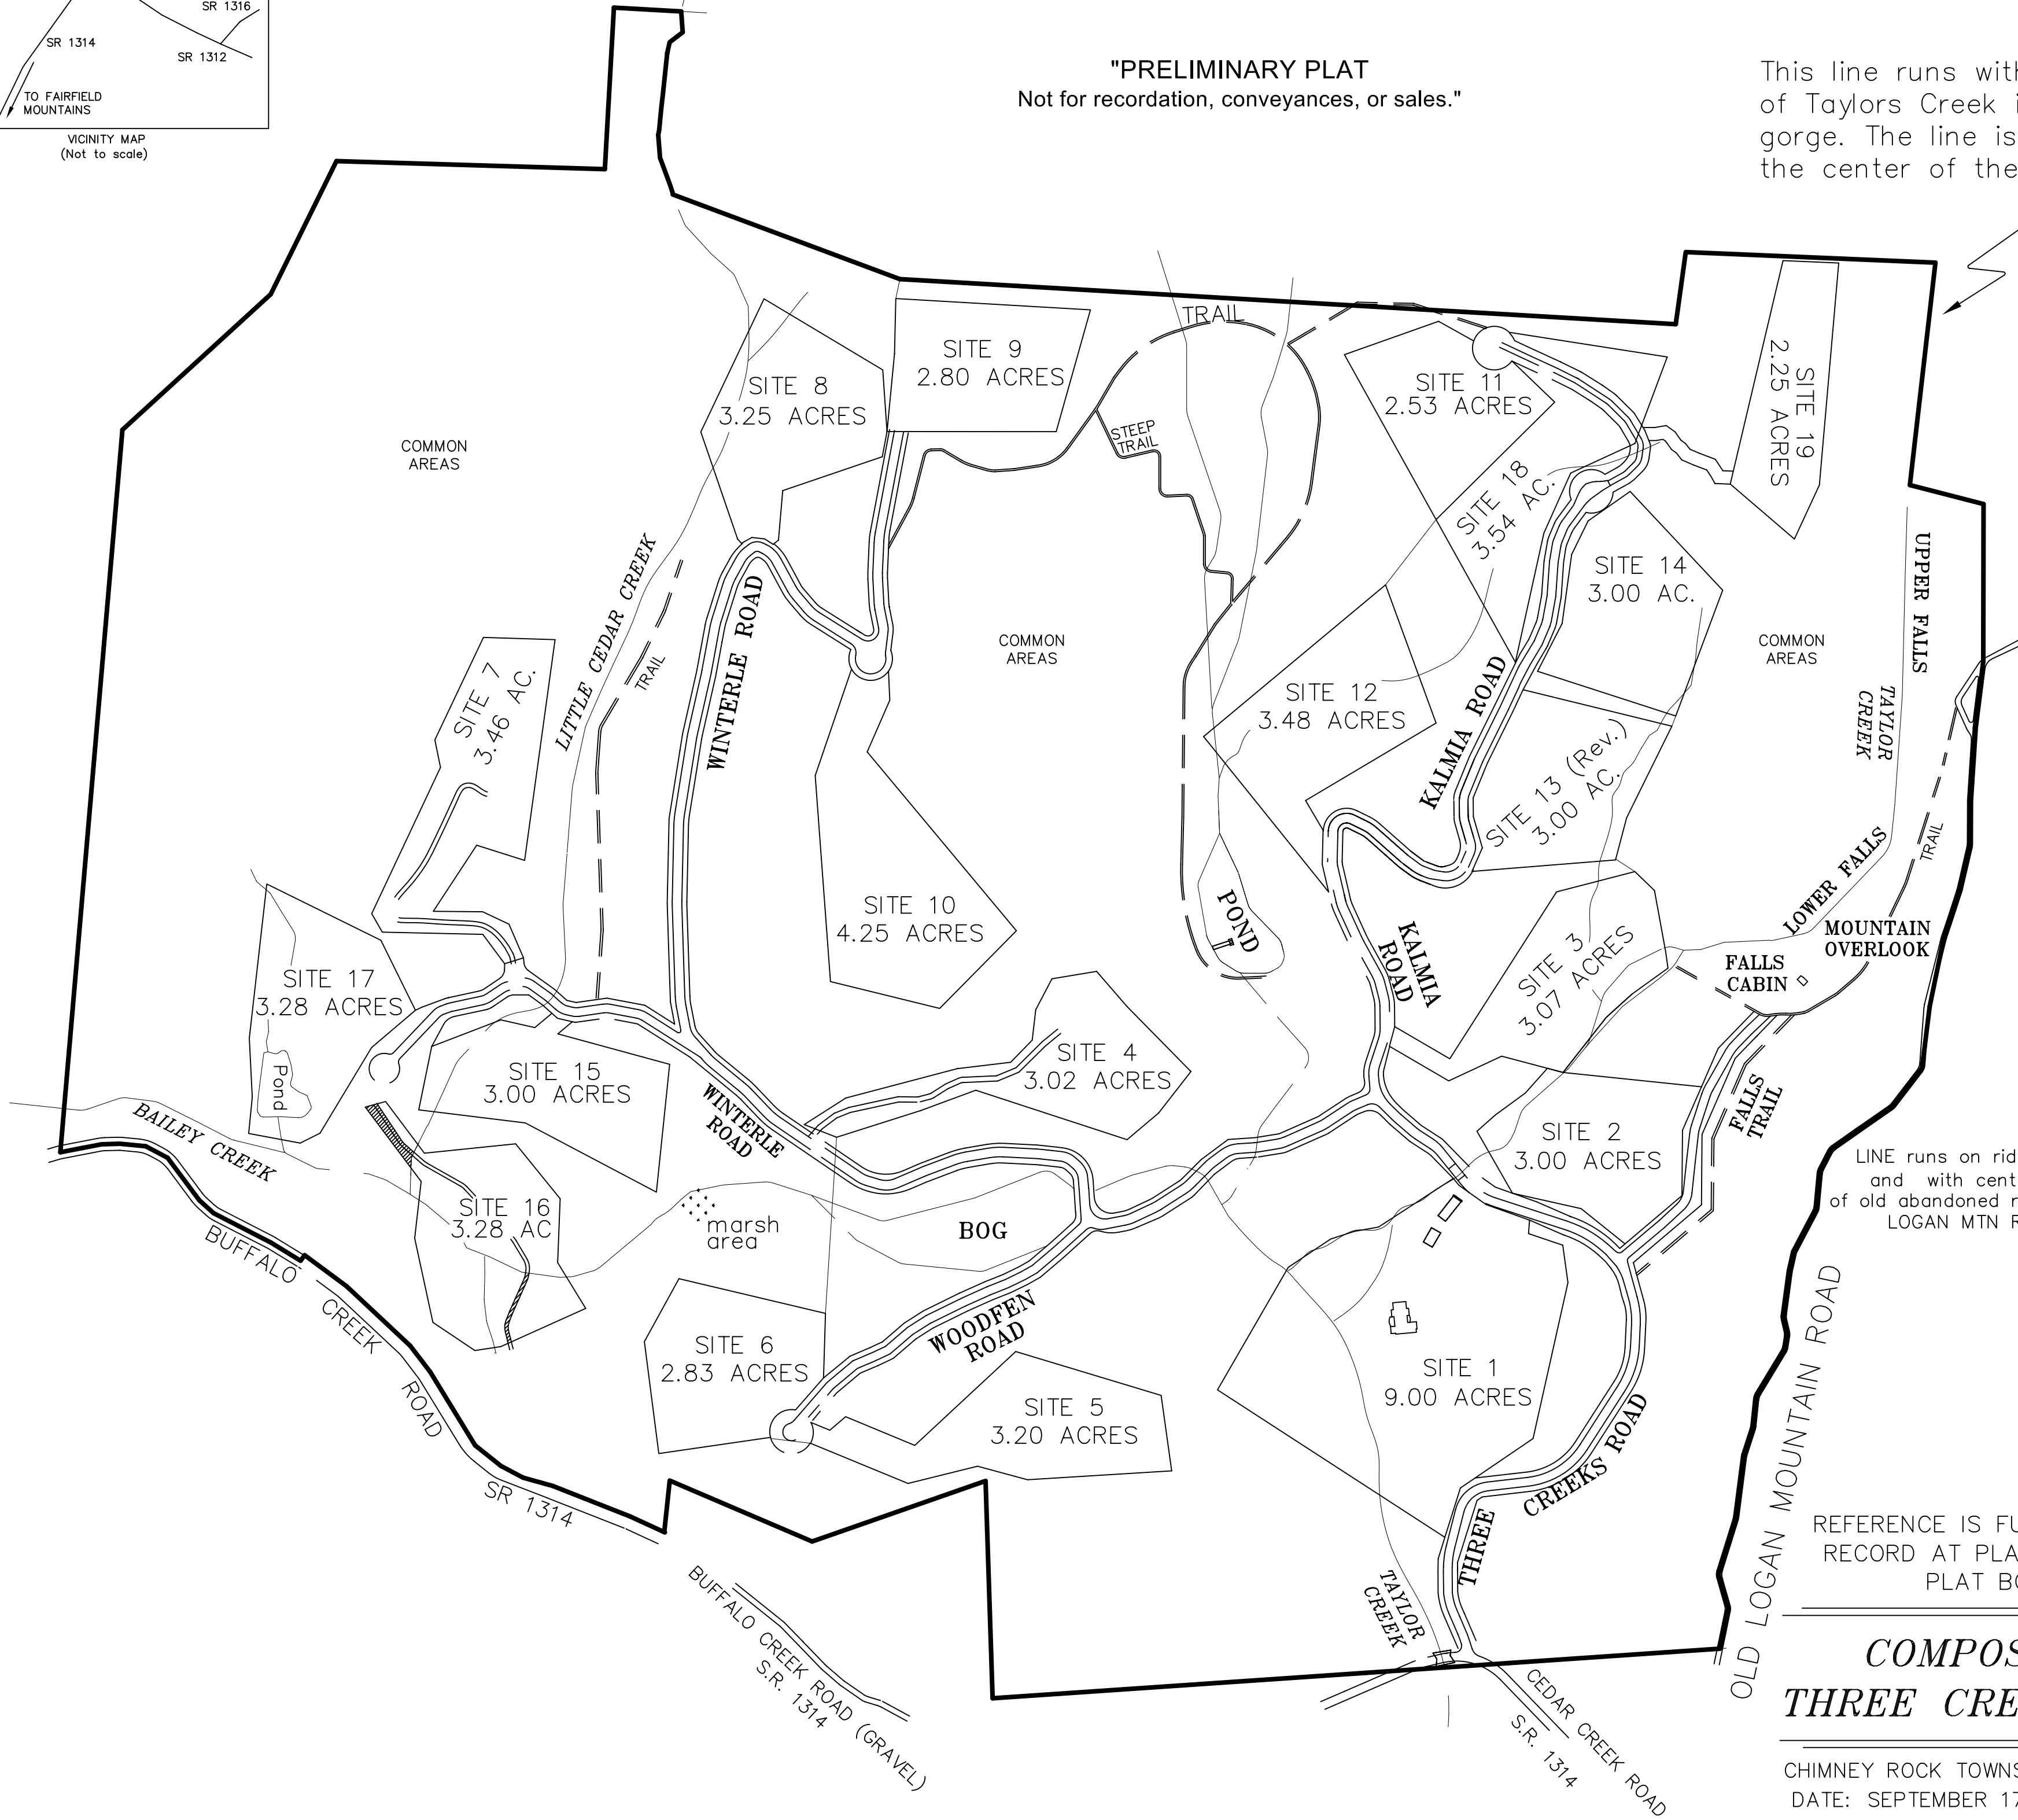 SR 1316
SR 1314
SR 1312
TO FAIRFIELD
MOUNTAINS
VICINITY MAP
(Not to scale)
"PRELIMINARY PLAT
Not for recordation, conveyances, or sales."
This line runs with
of Taylors Creek i
gorge. The line is
the center of the
TRAIL
SITE 9
2.80 ACRES
SITE 8
3.25 ACRES
SITE 11
2.53 ACRES
SITE 19
2.25 ACRES
STEEP
TRAIL
COMMON
AREAS
SITE 18
3.54 AC.
SITE 14
3.00 AC.
UPPER FALLS
LITTLE CEDAR CREEK
TRAIL
WINTERLE ROAD
COMMON
AREAS
COMMON
AREAS
SITE 7
3.46 AC.
SITE 12
3.48 ACRES
KALMIA ROAD
TAYLOR
CREEK
SITE 13 (Rev.)
3.00 AC.
TRAIL
LOWER FALLS
SITE 10
4.25 ACRES
POND
KALMIA
ROAD
SITE 3
3.07 ACRES
MOUNTAIN
OVERLOOK
FALLS
CABIN
SITE 17
3.28 ACRES
Pond
SITE 15
3.00 ACRES
SITE 4
3.02 ACRES
WINTERLE
ROAD
FALLS
TRAIL
BAILEY CREEK
SITE 2
3.00 ACRES
LINE runs on rid
and with cent
of old abandoned r
LOGAN MTN R
SITE 16
3.28 AC
marsh
area
BOG
BUFFALO
CREEK
ROAD
SR 1314
WOODFEN
ROAD
SITE 6
2.83 ACRES
SITE 5
3.20 ACRES
SITE 1
9.00 ACRES
THREE
CREEKS ROAD
OLD LOGAN MOUNTAIN ROAD
TAYLOR
CREEK
BUFFALO CREEK ROAD (GRAVEL)
S.R. 1314
CEDAR CREEK ROAD
S.R. 1314
REFERENCE IS FU
RECORD AT PLA
PLAT BO
COMPOS
THREE CRE
CHIMNEY ROCK TOWNS
DATE: SEPTEMBER 17